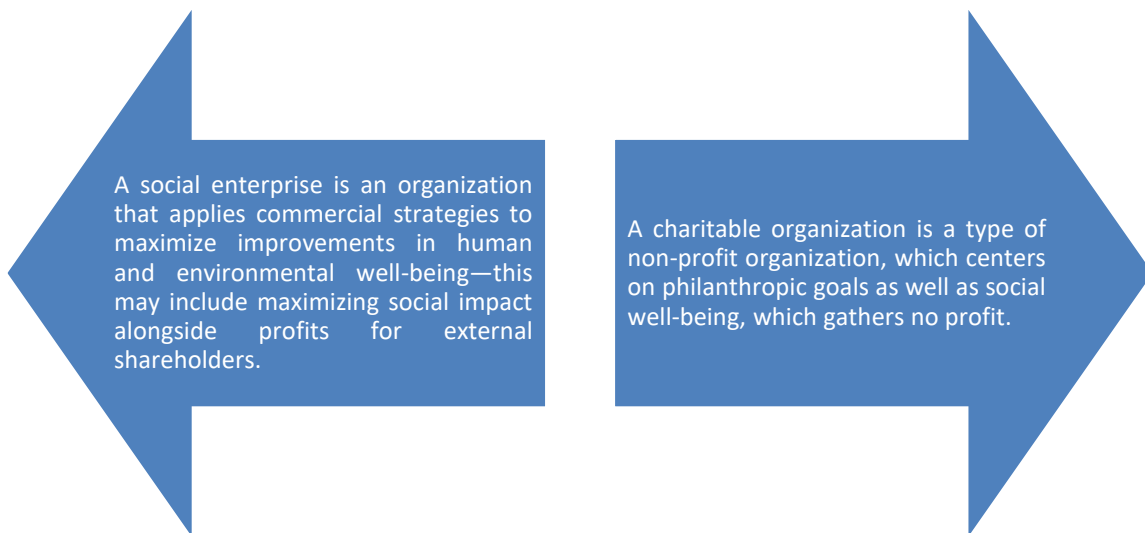 A social enterprise is an organization
that applies commercial strategies to
maximize improvements in human
and environmental well-being—this
may include maximizing social impact
alongside profits for external
shareholders.
A charitable organization is a type of
non-profit organization, which centers
on philanthropic goals as well as social
well-being, which gathers no profit.